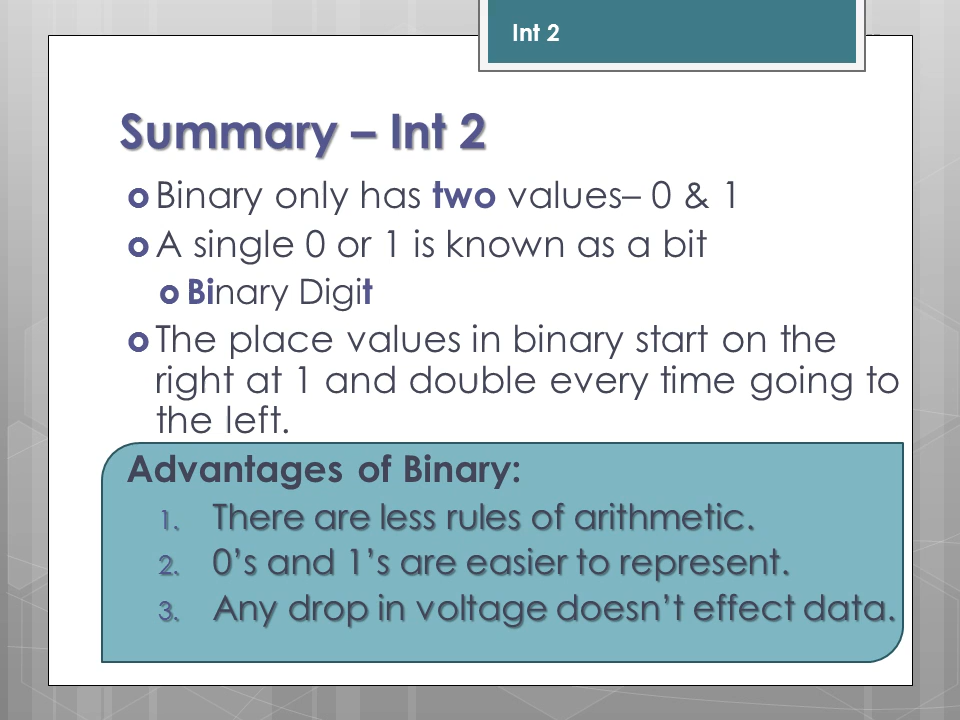 Int 2
Summary – Int 2
Binary only has two values– 0 & 1
A single 0 or 1 is known as a bit
Binary Digit
The place values in binary start on the
right at 1 and double every time going to
the left.
Advantages of Binary:
1. There are less rules of arithmetic.
2. 0’s and 1’s are easier to represent.
3. Any drop in voltage doesn’t effect data.